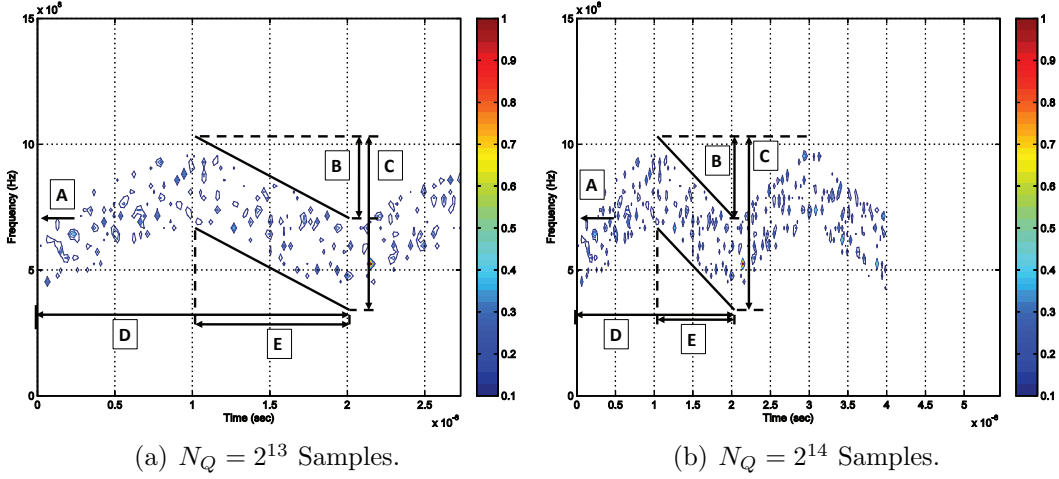 15 x 10^8
10
5
0
Frequency (Hz)
0 0.5 1 1.5 2 2.5
Time (sec)
x 10^-6
A
B
C
D
E
1
0.9
0.8
0.7
0.6
0.5
0.4
0.3
0.2
0.1
(a) N_Q = 2^13 Samples.
15 x 10^8
10
5
0
Frequency (Hz)
0 0.5 1 1.5 2 2.5 3 3.5 4 4.5 5
Time (sec)
x 10^-6
A
B
C
D
E
1
0.9
0.8
0.7
0.6
0.5
0.4
0.3
0.2
0.1
(b) N_Q = 2^14 Samples.